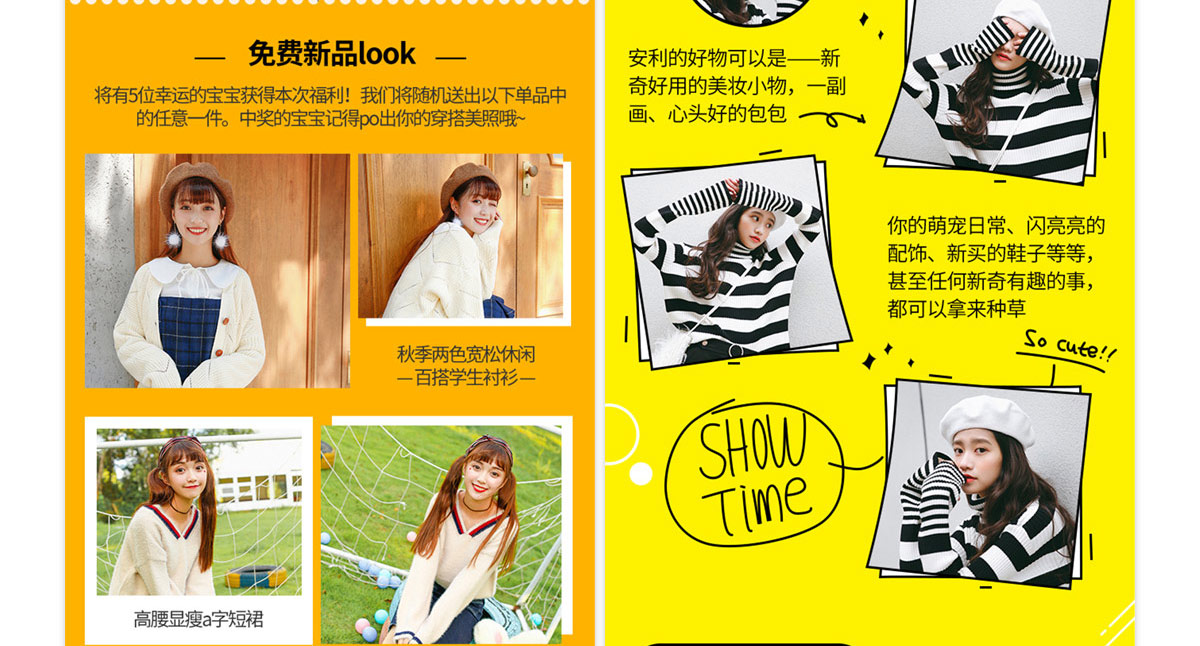 免费新品look
将有5位幸运的宝宝获得本次福利！我们将随机送出以下单品中
的任意一件。中奖的宝宝记得po出你的穿搭美照哦~
秋季两色宽松休闲
—百搭学生衬衫—
高腰显瘦a字短裙
安利的好物可以是——新
奇好用的美妆小物，一副
画、心头好的包包
你的萌宠日常、闪亮亮的
配饰、新买的鞋子等等，
甚至任何新奇有趣的事，
都可以拿来种草
So cute!!
SHOW
Time